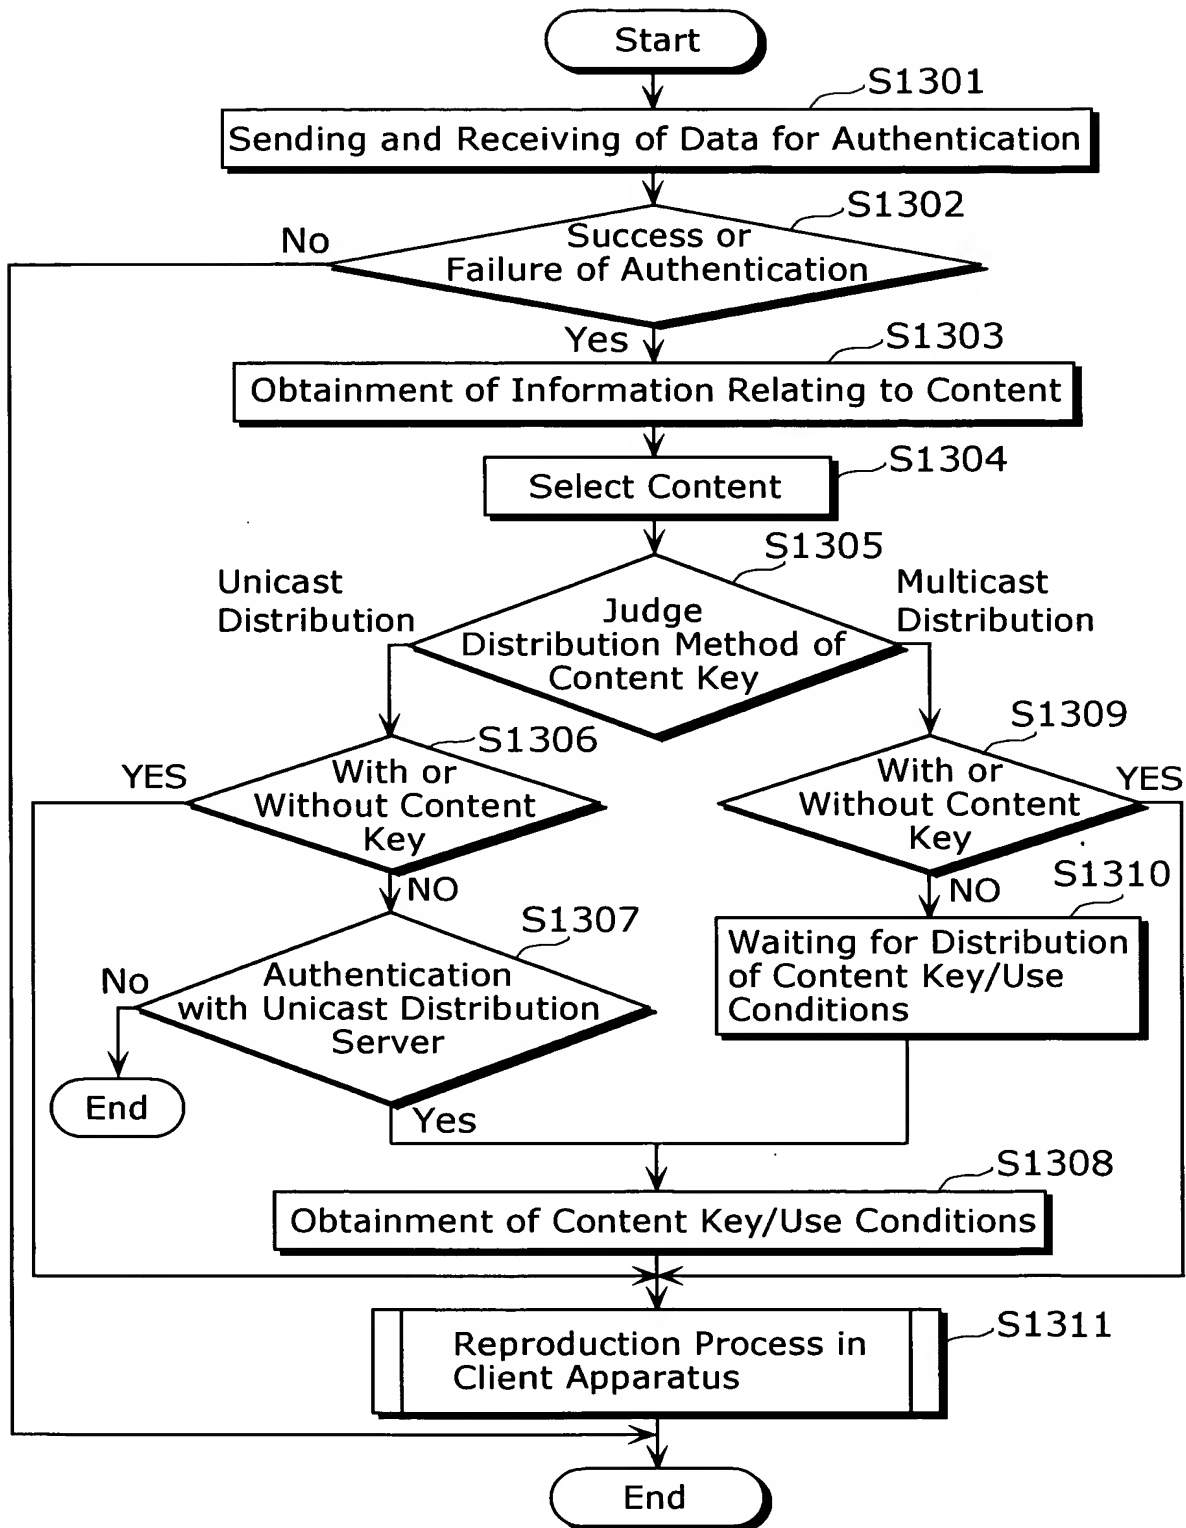 Start
S1301
Sending and Receiving of Data for Authentication
S1302
No
Success or
Failure of Authentication
Yes
S1303
Obtainment of Information Relating to Content
S1304
Select Content
S1305
Unicast
Distribution
Judge
Distribution Method of
Content Key
Multicast
Distribution
S1306
YES
With or
Without Content
Key
NO
S1309
With or
Without Content
Key
YES
NO
S1310
Waiting for Distribution
of Content Key/Use
Conditions
S1307
No
Authentication
with Unicast Distribution
Server
End
Yes
S1308
Obtainment of Content Key/Use Conditions
S1311
Reproduction Process in
Client Apparatus
End